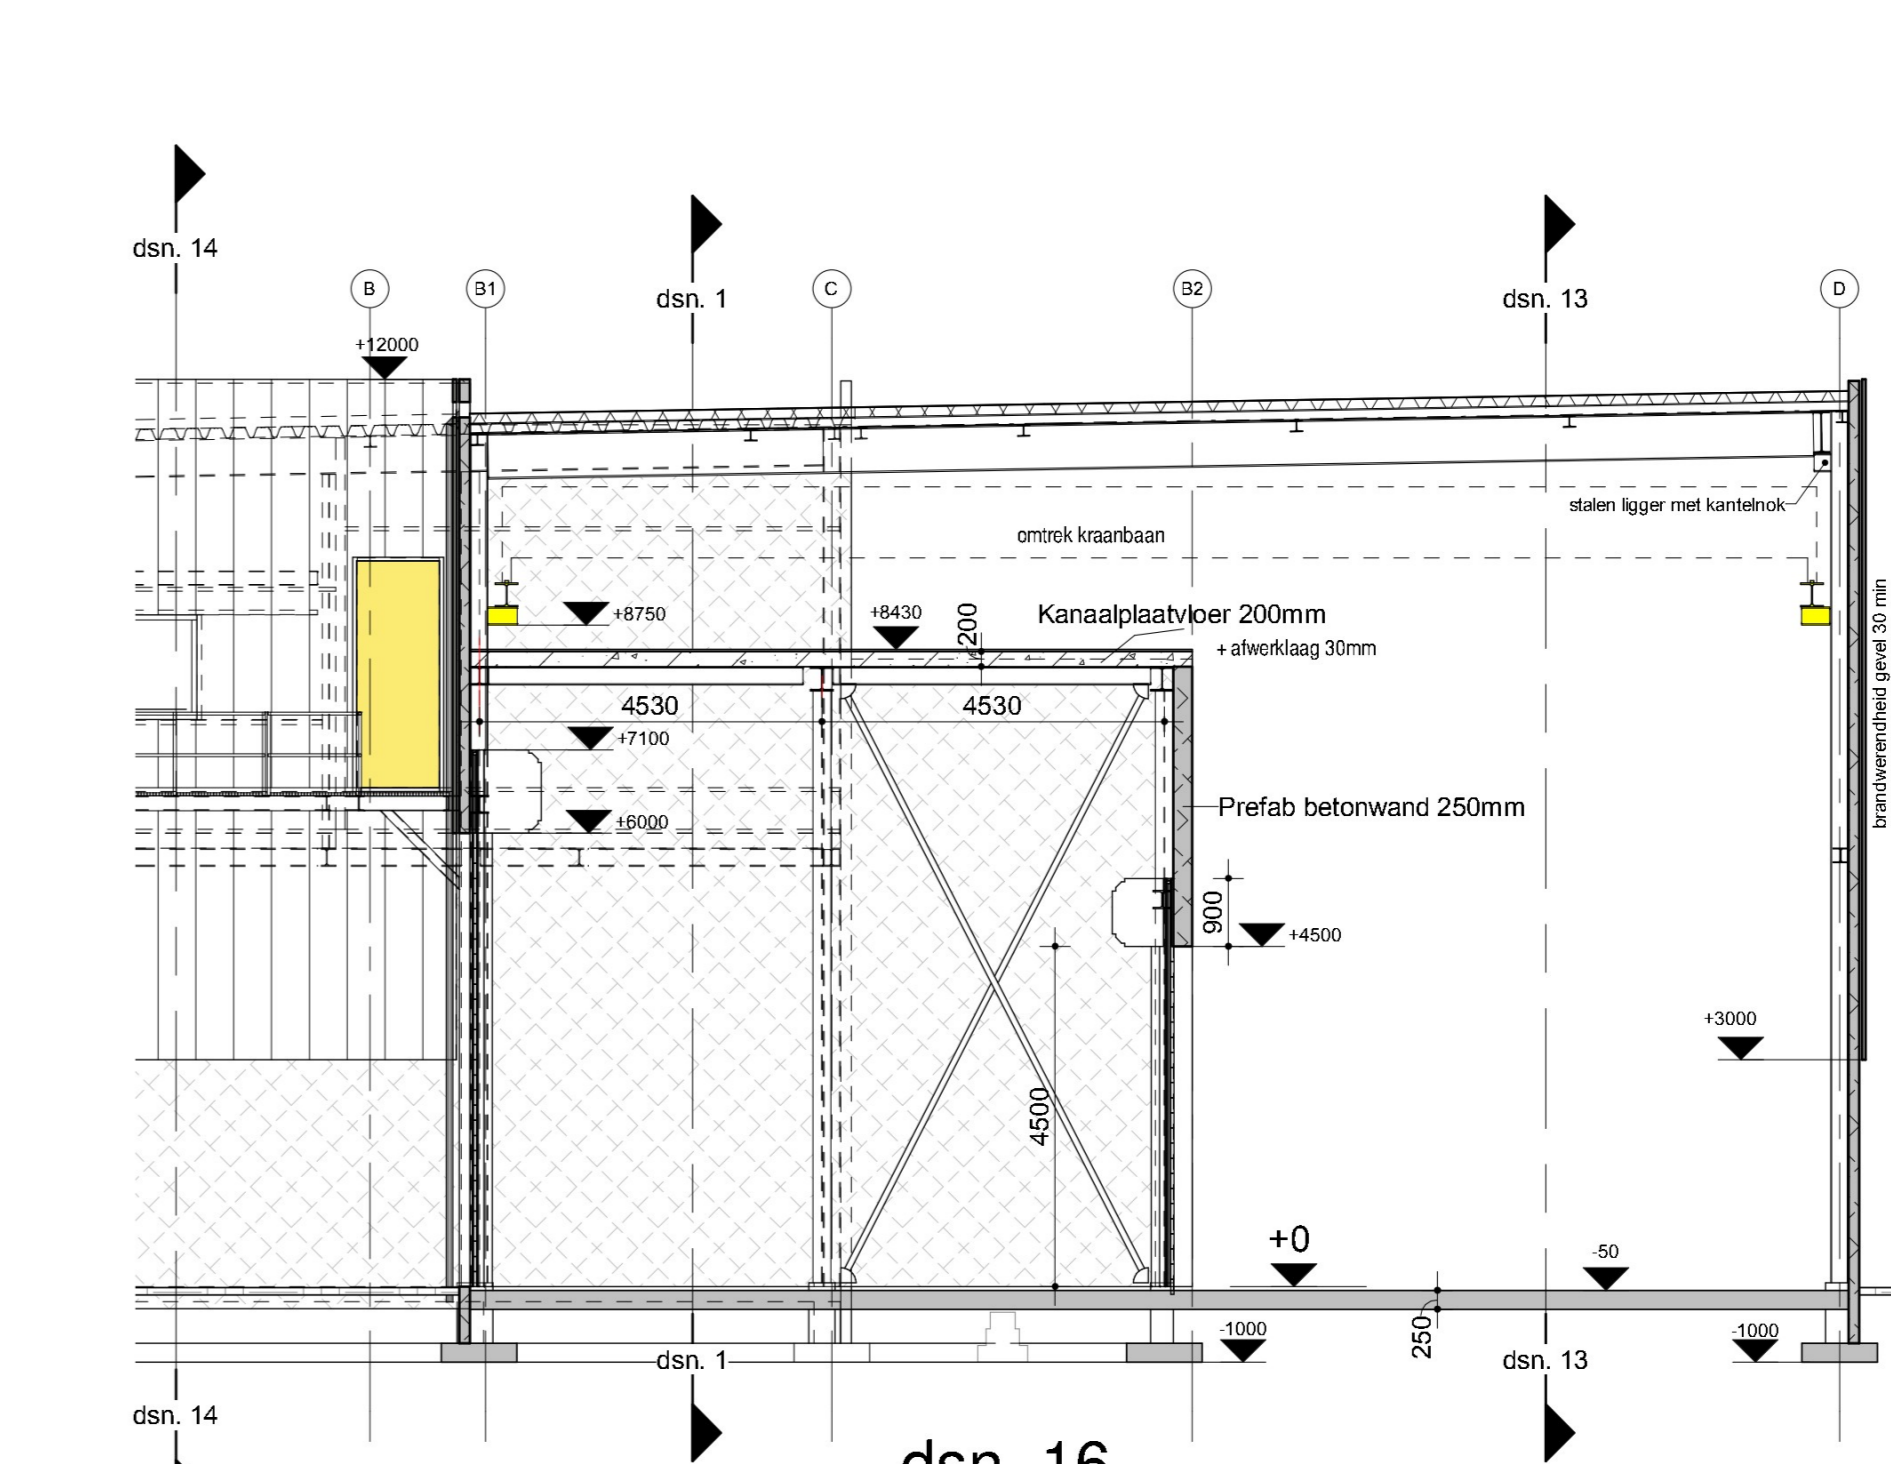 dsn. 14
dsn. 1
dsn. 13
B
B1
C
B2
D
+12000
stalen ligger met kantelnok
omtrek kraanbaan
brandwerendheid gevel 30 min
+8750
+8430
200
Kanaalplaatvloer 200mm
+ afwerklaag 30mm
4530
4530
+7100
+6000
Prefab betonwand 250mm
900
+4500
+3000
4500
+0
-50
250
-1000
-1000
dsn. 1
dsn. 13
dsn. 14
dsn. 16